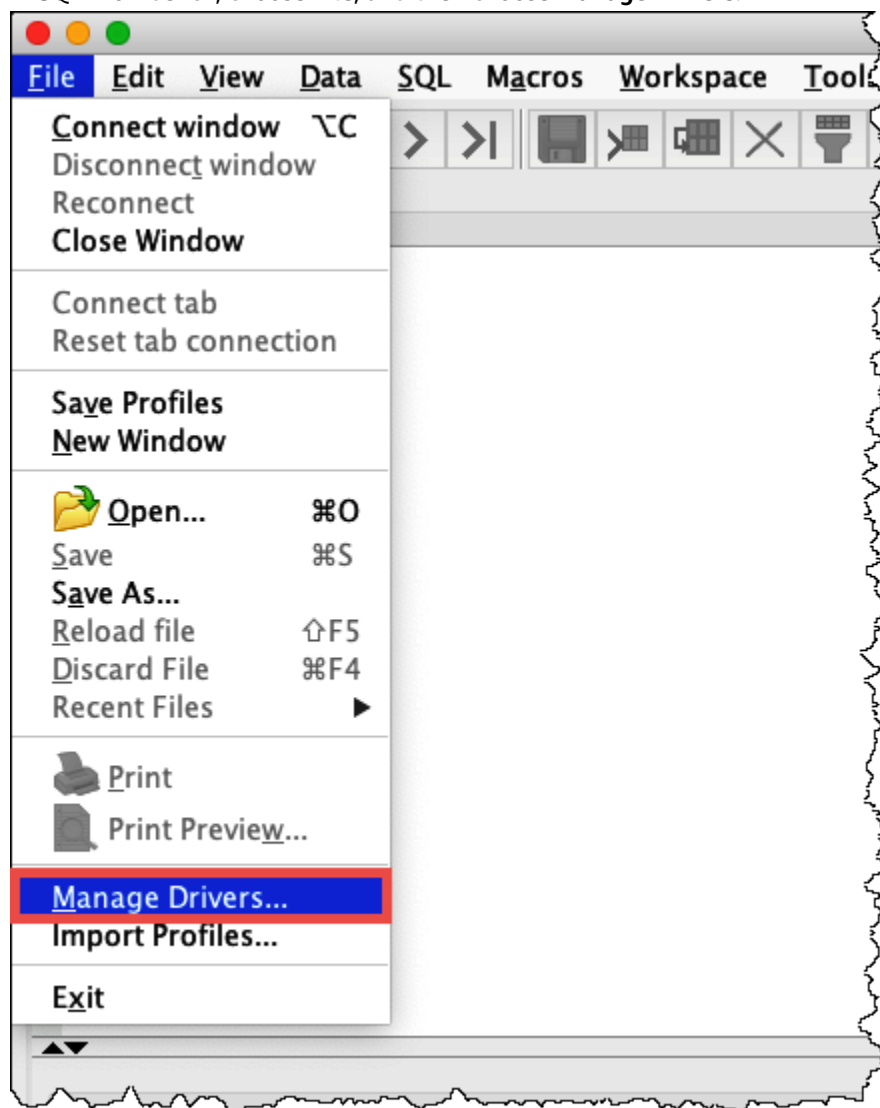 File Edit View Data SQL Macros Workspace
Connect window ⌥C
Disconnect window
Reconnect
Close Window
Connect tab
Reset tab connection
Save Profiles
New Window
Open... ⌘O
Save ⌘S
Save As...
Reload file ⇧F5
Discard File ⌘F4
Recent Files ▶
Print
Print Preview...
Manage Drivers...
Import Profiles...
Exit